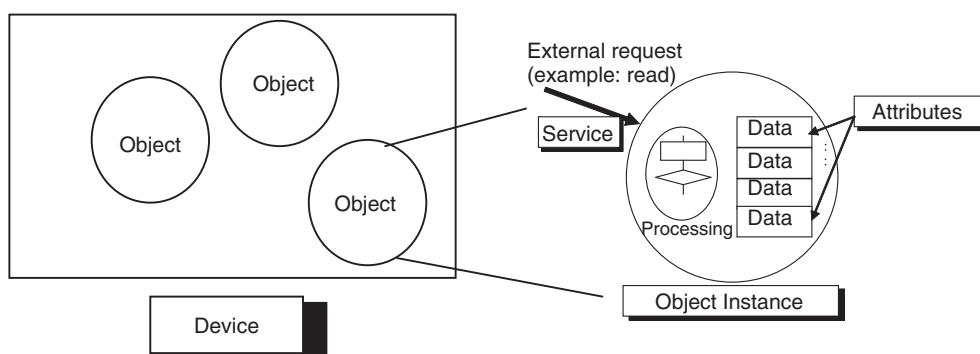 Object
Object
Object
Device
External request
(example: read)
Service
Attributes
Data
Data
Data
Data
Processing
Object Instance